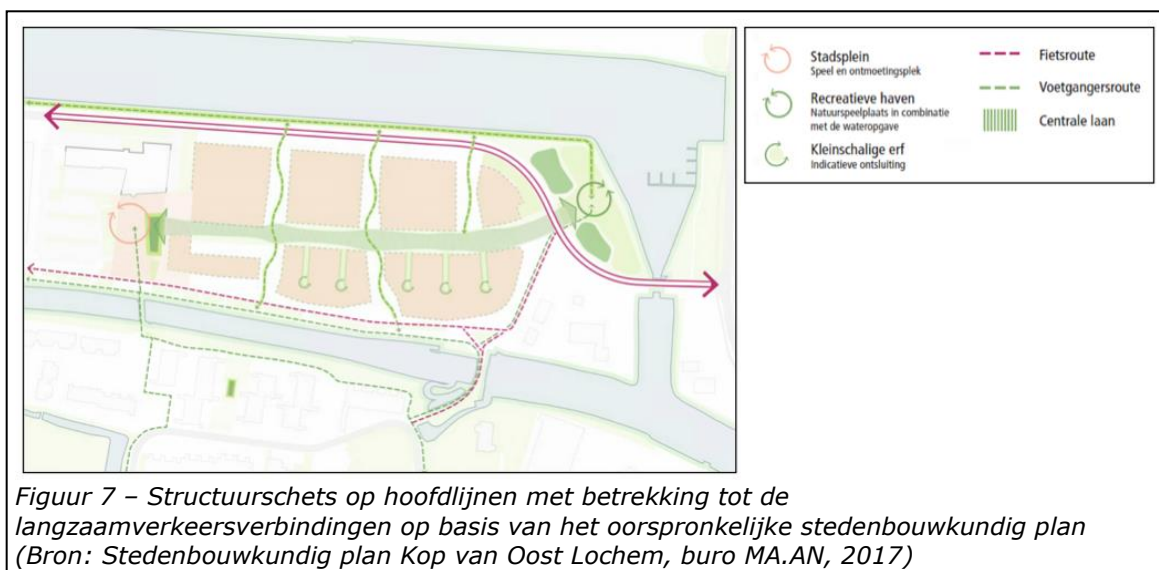 Stadsplein
Speel en ontmoetingsplek
Recreatieve haven
Natuurspeelplaats in combinatie
met de wateropgave
Kleinschalige erf
Indicatieve ontsluiting
Fietsroute
Voetgangersroute
Centrale laan
Figuur 7 – Structuurschets op hoofdlijnen met betrekking tot de
langzaamverkeersverbindingen op basis van het oorspronkelijke stedenbouwkundig plan
(Bron: Stedenbouwkundig plan Kop van Oost Lochem, buro MA.AN, 2017)